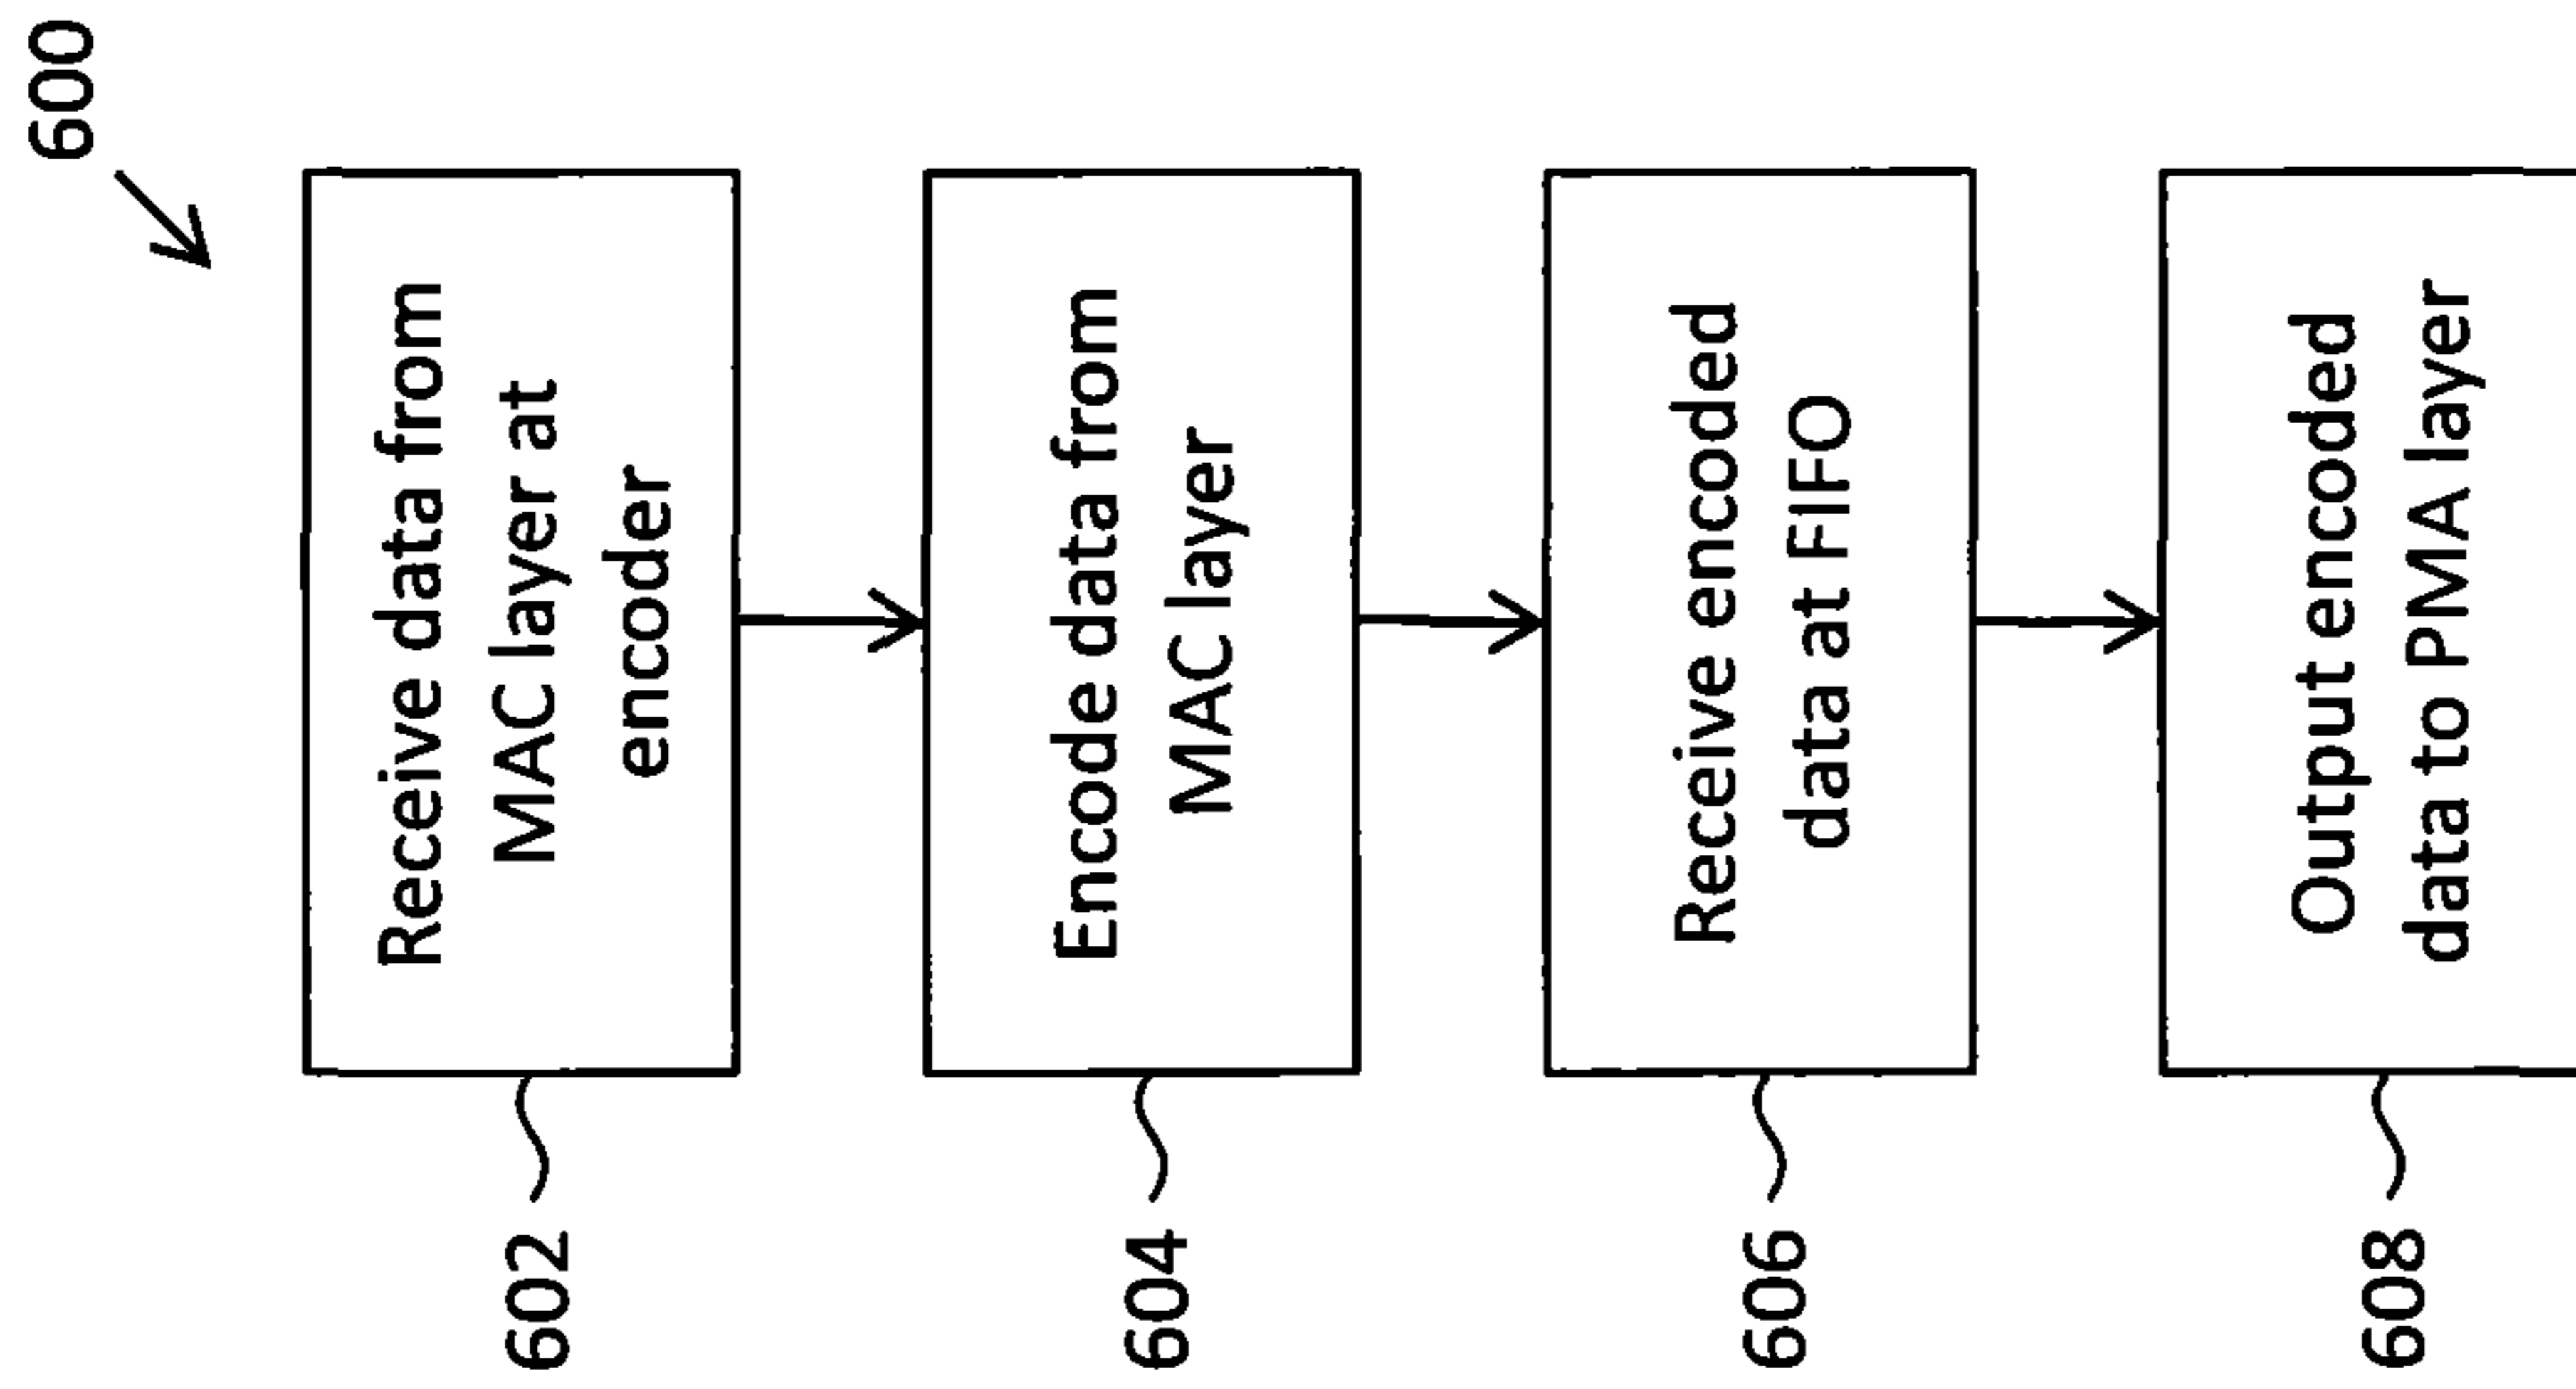 600
602
Receive data from
MAC layer at
encoder
604
Encode data from
MAC layer
606
Receive encoded
data at FIFO
608
Output encoded
data to PMA layer